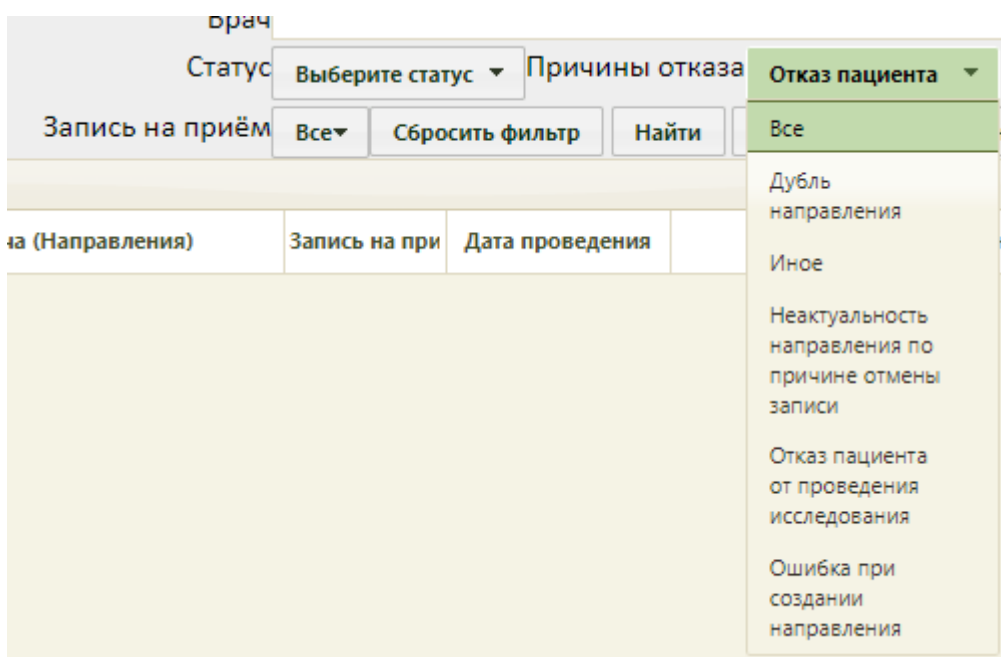 Врач
Статус Выберите статус Причины отказа Отказ пациента
Запись на приём Все Сбросить фильтр Найти
Все
Дубль
направления
ча (Направления) Запись на при Дата проведения
Иное
Неактуальность
направления по
причине отмены
записи
Отказ пациента
от проведения
исследования
Ошибка при
создании
направления